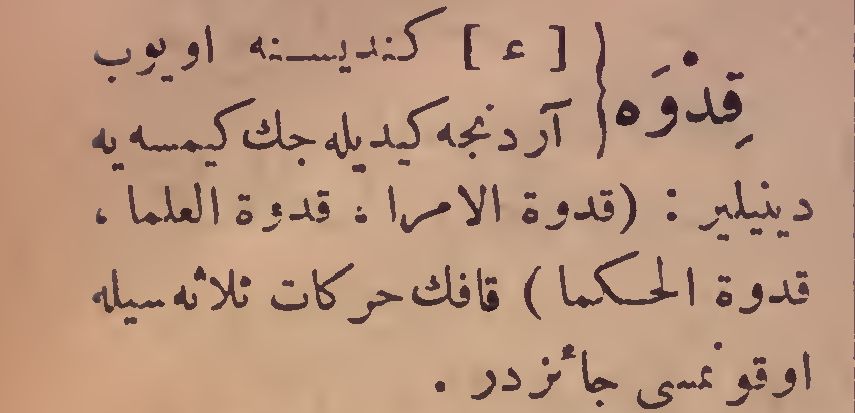 قِدْوَه { [ ع ] كنديسنه اويوب
آردنجه كيديله جك كيمسه يه
دينيلير : (قدوة الامرا ، قدوة العلما ،
قدوة الحكما ) قافك حركات ثلاثه سيله
اوقونمسى جائزدر .